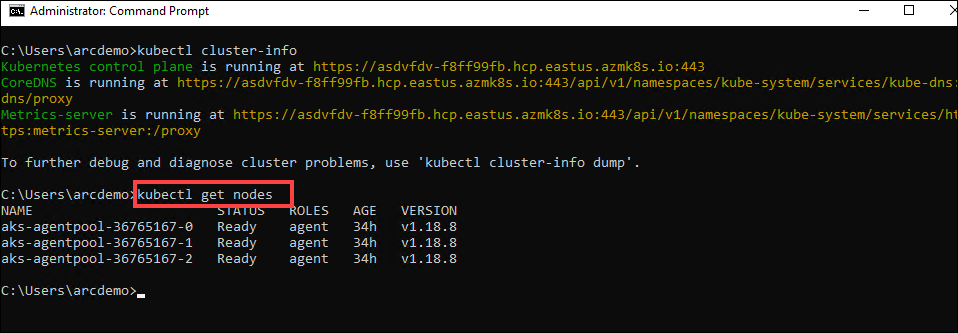 Administrator: Command Prompt
C:\Users\arcdemo>kubectl cluster-info
Kubernetes control plane is running at https://asdvfdv-f8ff99fb.hcp.eastus.azmk8s.io:443
CoreDNS is running at https://asdvfdv-f8ff99fb.hcp.eastus.azmk8s.io:443/api/v1/namespaces/kube-system/services/kube-dns:
dns/proxy
Metrics-server is running at https://asdvfdv-f8ff99fb.hcp.eastus.azmk8s.io:443/api/v1/namespaces/kube-system/services/ht
tps:metrics-server:/proxy
To further debug and diagnose cluster problems, use 'kubectl cluster-info dump'.
C:\Users\arcdemo>kubectl get nodes
NAME STATUS ROLES AGE VERSION
aks-agentpool-36765167-0 Ready agent 34h v1.18.8
aks-agentpool-36765167-1 Ready agent 34h v1.18.8
aks-agentpool-36765167-2 Ready agent 34h v1.18.8
C:\Users\arcdemo>